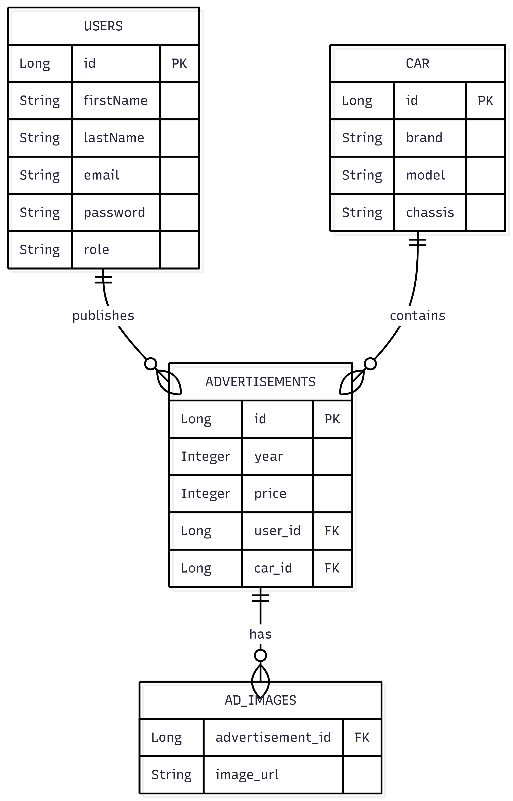 USERS
Long id PK
String firstName
String lastName
String email
String password
String role
CAR
Long id PK
String brand
String model
String chassis
publishes
contains
ADVERTISEMENTS
Long id PK
Integer year
Integer price
Long user_id FK
Long car_id FK
has
AD_IMAGES
Long advertisement_id FK
String image_url